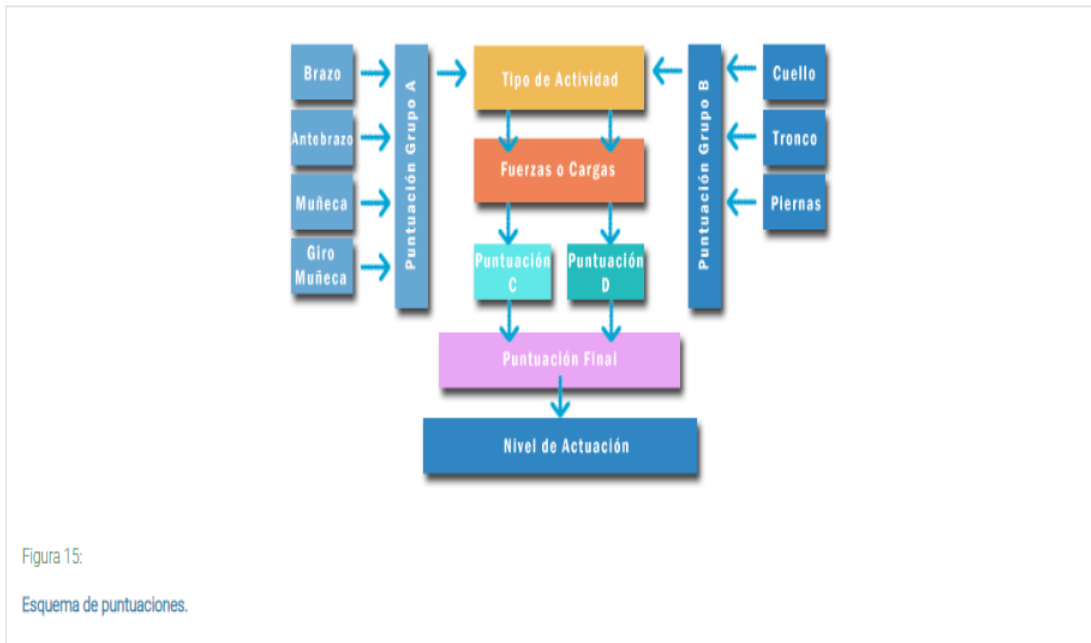 Brazo
Antebrazo
Muñeca
Giro
Muñeca
Puntuación Grupo A
Tipo de Actividad
Fuerzas o Cargas
Puntuación
C
Puntuación
D
Puntuación Final
Nivel de Actuación
Puntuación Grupo B
Cuello
Tronco
Piernas
Figura 15:
Esquema de puntuaciones.